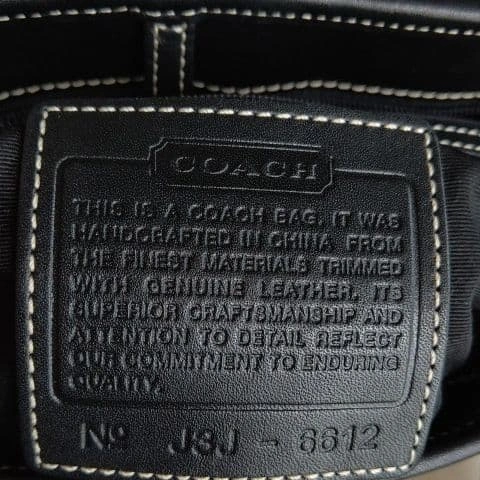 COACH
THIS IS A COACH BAG. IT WAS
HANDCRAFTED IN CHINA FROM
THE FINEST MATERIALS TRIMMED
WITH GENUINE LEATHER. ITS
SUPERIOR CRAFTSMANSHIP AND
ATTENTION TO DETAIL REFLECT
OUR COMMITMENT TO ENDURING
QUALITY.
Nº J3J - 6612